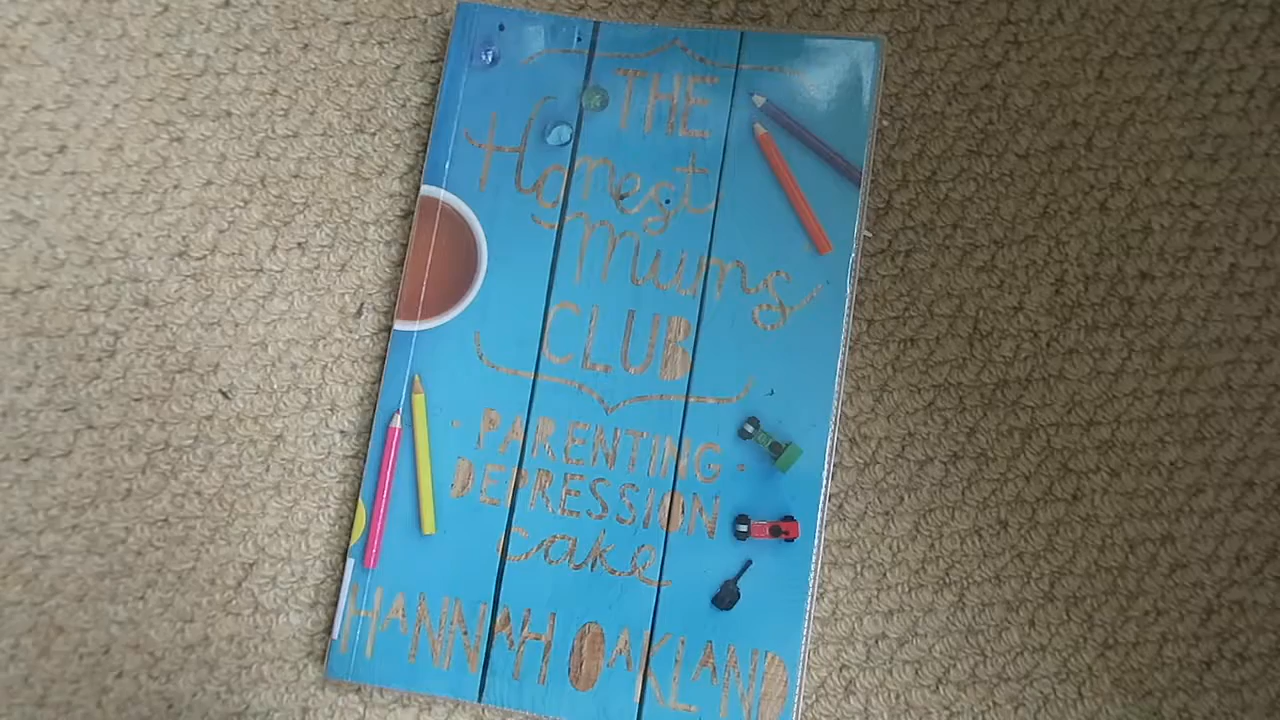 THE
Honest
Mums
CLUB
· PARENTING ·
DEPRESSION
cake
HANNAH OAKLAND